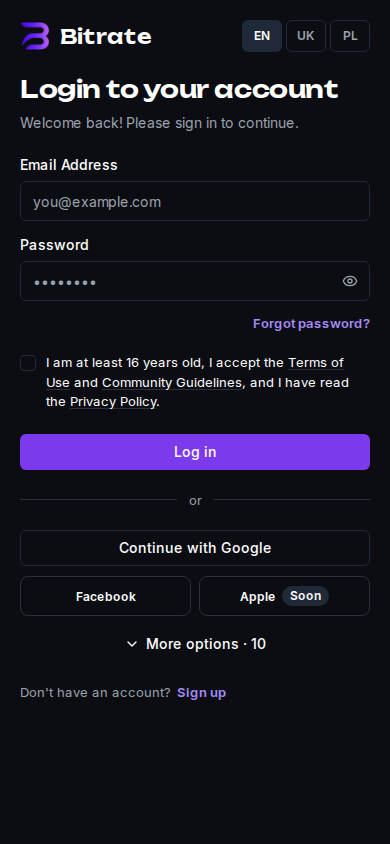 Bitrate
EN UK PL
Login to your account
Welcome back! Please sign in to continue.
Email Address
you@example.com
Password
••••••••
Forgot password?
I am at least 16 years old, I accept the Terms of
Use and Community Guidelines, and I have read
the Privacy Policy.
Log in
or
Continue with Google
Facebook
Apple Soon
More options · 10
Don't have an account? Sign up